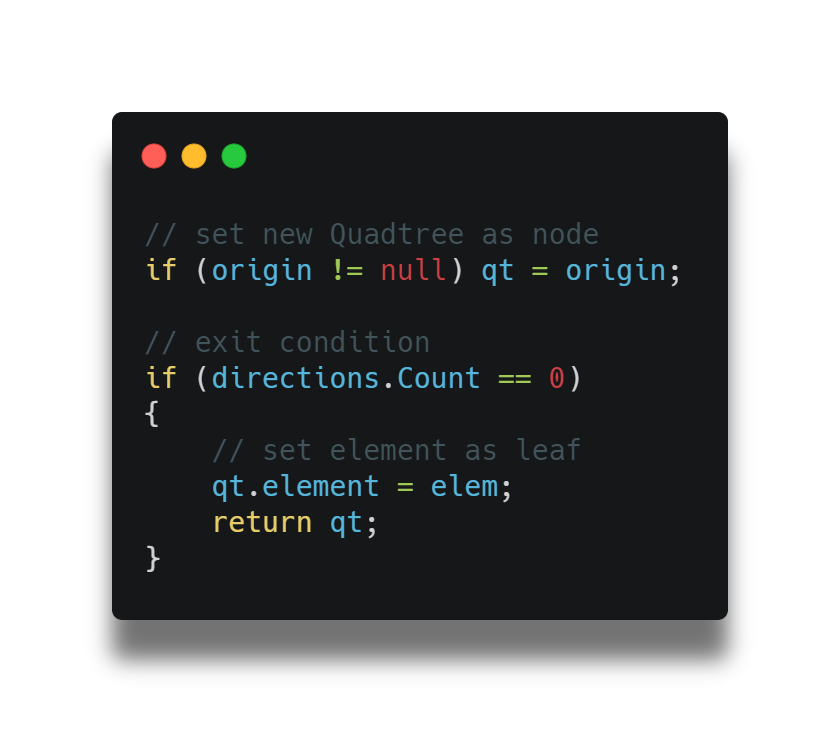 // set new Quadtree as node
if (origin != null) qt = origin;

// exit condition
if (directions.Count == 0)
{
    // set element as leaf
    qt.element = elem;
    return qt;
}